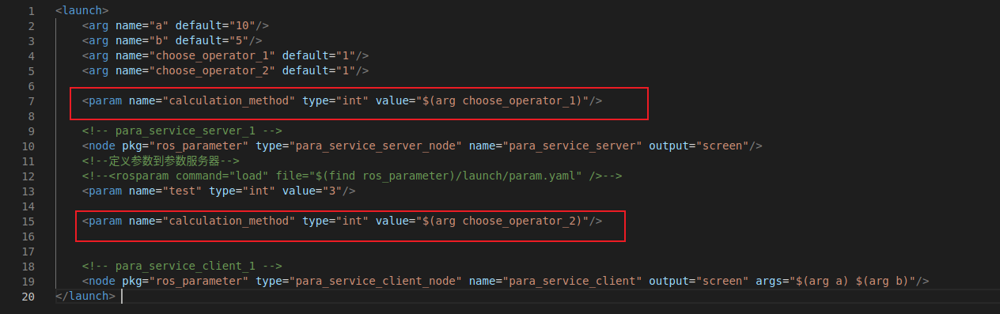 1 <launch>
2 <arg name="a" default="10"/>
3 <arg name="b" default="5"/>
4 <arg name="choose_operator_1" default="1"/>
5 <arg name="choose_operator_2" default="1"/>
6
7 <param name="calculation_method" type="int" value="$(arg choose_operator_1)"/>
8
9 <!-- para_service_server_1 -->
10 <node pkg="ros_parameter" type="para_service_server_node" name="para_service_server" output="screen"/>
11 <!--定义参数到参数服务器-->
12 <!--<rosparam command="load" file="$(find ros_parameter)/launch/param.yaml" />-->
13 <param name="test" type="int" value="3"/>
14
15 <param name="calculation_method" type="int" value="$(arg choose_operator_2)"/>
16
17
18 <!-- para_service_client_1 -->
19 <node pkg="ros_parameter" type="para_service_client_node" name="para_service_client" output="screen" args="$(arg a) $(arg b)"/>
20 </launch>